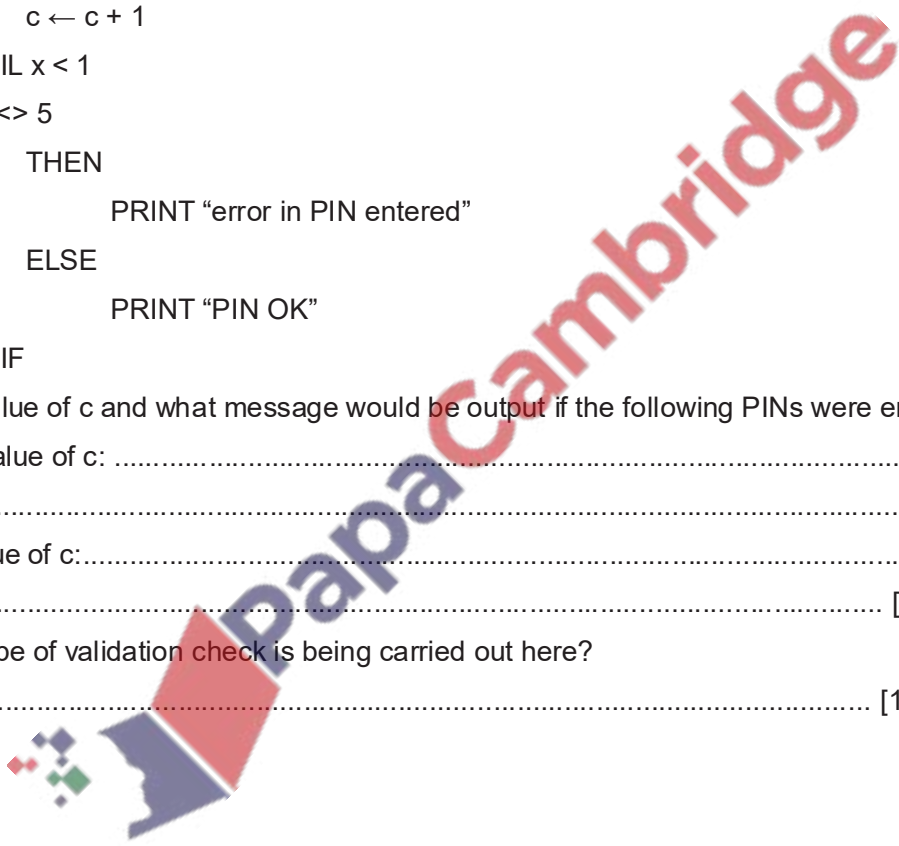 c ← c + 1
IL x < 1
<> 5
THEN
PRINT “error in PIN entered”
ELSE
PRINT “PIN OK”
IF
lue of c and what message would be output if the following PINs were er
alue of c: ........................................................................
........................................................................
ue of c:........................................................................
........................................................................ [
pe of validation check is being carried out here?
........................................................................ [1
PapaCambridge